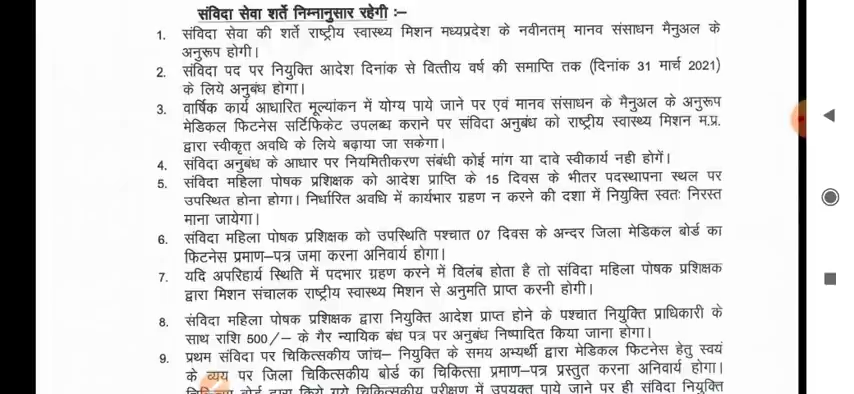 संविदा सेवा शर्ते निम्नानुसार रहेगी :–
1. संविदा सेवा की शर्ते राष्ट्रीय स्वास्थ्य मिशन मध्यप्रदेश के नवीनतम् मानव संसाधन मैनुअल के
अनुरूप होगी।
2. संविदा पद पर नियुक्ति आदेश दिनांक से वित्तीय वर्ष की समाप्ति तक (दिनांक 31 मार्च 2021)
के लिये अनुबंध होगा।
3. वार्षिक कार्य आधारित मूल्यांकन में योग्य पाये जाने पर एवं मानव संसाधन के मैनुअल के अनुरूप
मेडिकल फिटनेस सर्टिफिकेट उपलब्ध कराने पर संविदा अनुबंध को राष्ट्रीय स्वास्थ्य मिशन म.प्र.
द्वारा स्वीकृत अवधि के लिये बढ़ाया जा सकेगा।
4. संविदा अनुबंध के आधार पर नियमितीकरण संबंधी कोई मांग या दावे स्वीकार्य नही होगें।
5. संविदा महिला पोषक प्रशिक्षक को आदेश प्राप्ति के 15 दिवस के भीतर पदस्थापना स्थल पर
उपस्थित होना होगा। निर्धारित अवधि में कार्यभार ग्रहण न करने की दशा में नियुक्ति स्वतः निरस्त
माना जायेगा।
6. संविदा महिला पोषक प्रशिक्षक को उपस्थिति पश्चात 07 दिवस के अन्दर जिला मेडिकल बोर्ड का
फिटनेस प्रमाण–पत्र जमा करना अनिवार्य होगा।
7. यदि अपरिहार्य स्थिति में पदभार ग्रहण करने में विलंब होता है तो संविदा महिला पोषक प्रशिक्षक
द्वारा मिशन संचालक राष्ट्रीय स्वास्थ्य मिशन से अनुमति प्राप्त करनी होगी।
8. संविदा महिला पोषक प्रशिक्षक द्वारा नियुक्ति आदेश प्राप्त होने के पश्चात नियुक्ति प्राधिकारी के
साथ राशि 500/– के गैर न्यायिक बंध पत्र पर अनुबंध निष्पादित किया जाना होगा।
9. प्रथम संविदा पर चिकित्सकीय जांच– नियुक्ति के समय अभ्यर्थी द्वारा मेडिकल फिटनेस हेतु स्वयं
के व्यय पर जिला चिकित्सकीय बोर्ड का चिकित्सा प्रमाण–पत्र प्रस्तुत करना अनिवार्य होगा।
बोर्ड द्वारा किये गये चिकित्सकीय परीक्षण में उपयुक्त पाये जाने पर ही संविदा नियुक्ति